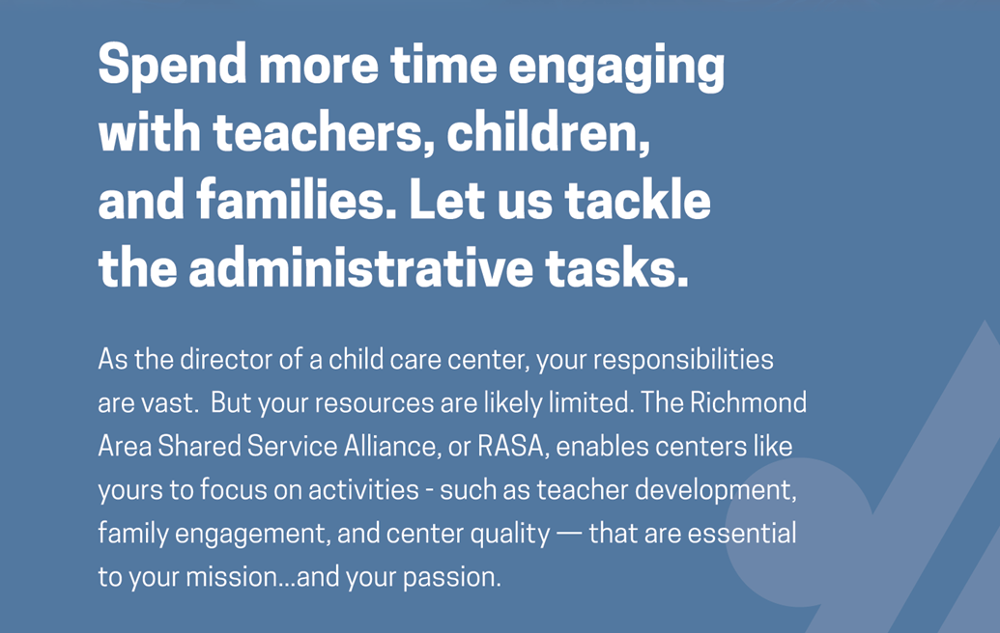 Spend more time engaging
with teachers, children,
and families. Let us tackle
the administrative tasks.
As the director of a child care center, your responsibilities
are vast.  But your resources are likely limited. The Richmond
Area Shared Service Alliance, or RASA, enables centers like
yours to focus on activities - such as teacher development,
family engagement, and center quality — that are essential
to your mission...and your passion.